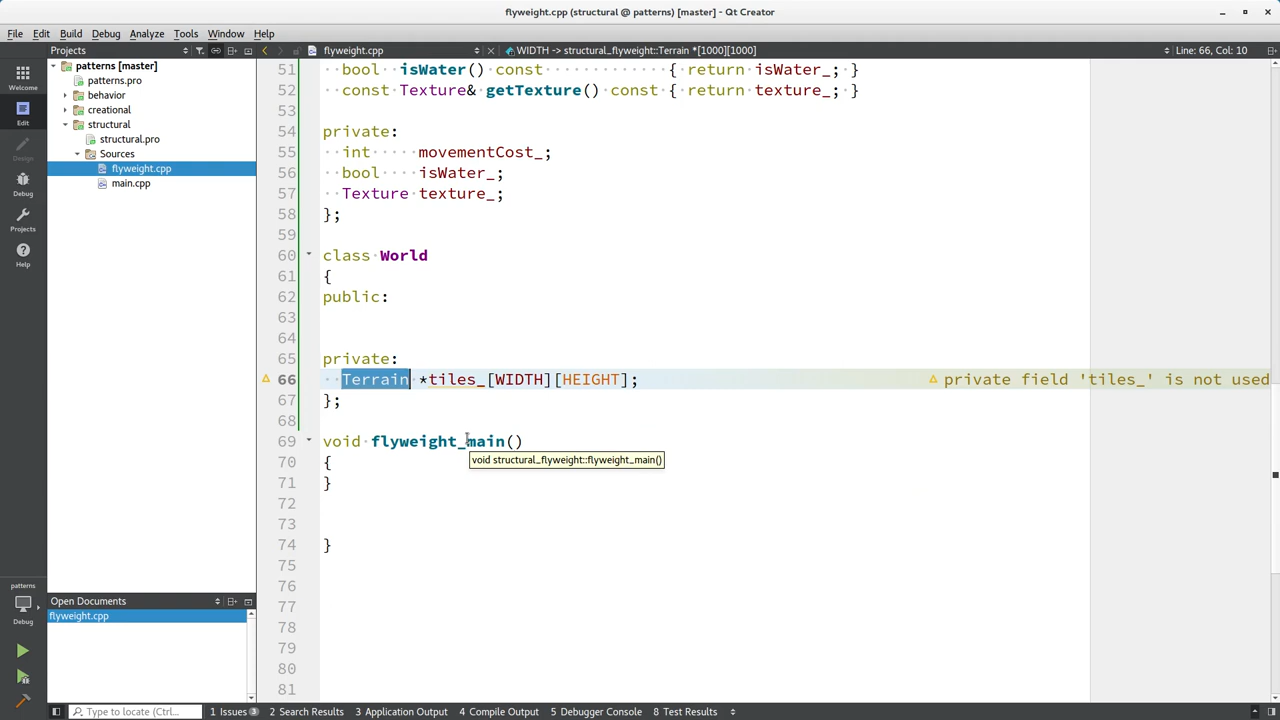 flyweight.cpp (structural @ patterns) [master] - Qt Creator
File Edit Build Debug Analyze Tools Window Help
Projects
flyweight.cpp
WIDTH -> structural_flyweight::Terrain *[1000][1000]
Line: 66, Col: 10
Welcome
Edit
Design
Debug
Projects
Help
patterns
Debug
patterns [master]
patterns.pro
behavior
creational
structural
structural.pro
Sources
flyweight.cpp
main.cpp
Open Documents
flyweight.cpp
51 ··bool··isWater()·const·············{·return·isWater_;·}
52 ··const·Texture&·getTexture()·const·{·return·texture_;·}
53
54 private:
55 ··int·····movementCost_;
56 ··bool····isWater_;
57 ··Texture·texture_;
58 };
59
60 class·World
61 {
62 public:
63
64
65 private:
66 ··Terrain·*tiles_[WIDTH][HEIGHT]; private field 'tiles_' is not used
67 };
68
69 void·flyweight_main()
70 {
void structural_flyweight::flyweight_main()
71 }
72
73
74 }
75
76
77
78
79
80
81
Type to locate (Ctrl...
1 Issues 3 2 Search Results 3 Application Output 4 Compile Output 5 Debugger Console 8 Test Results